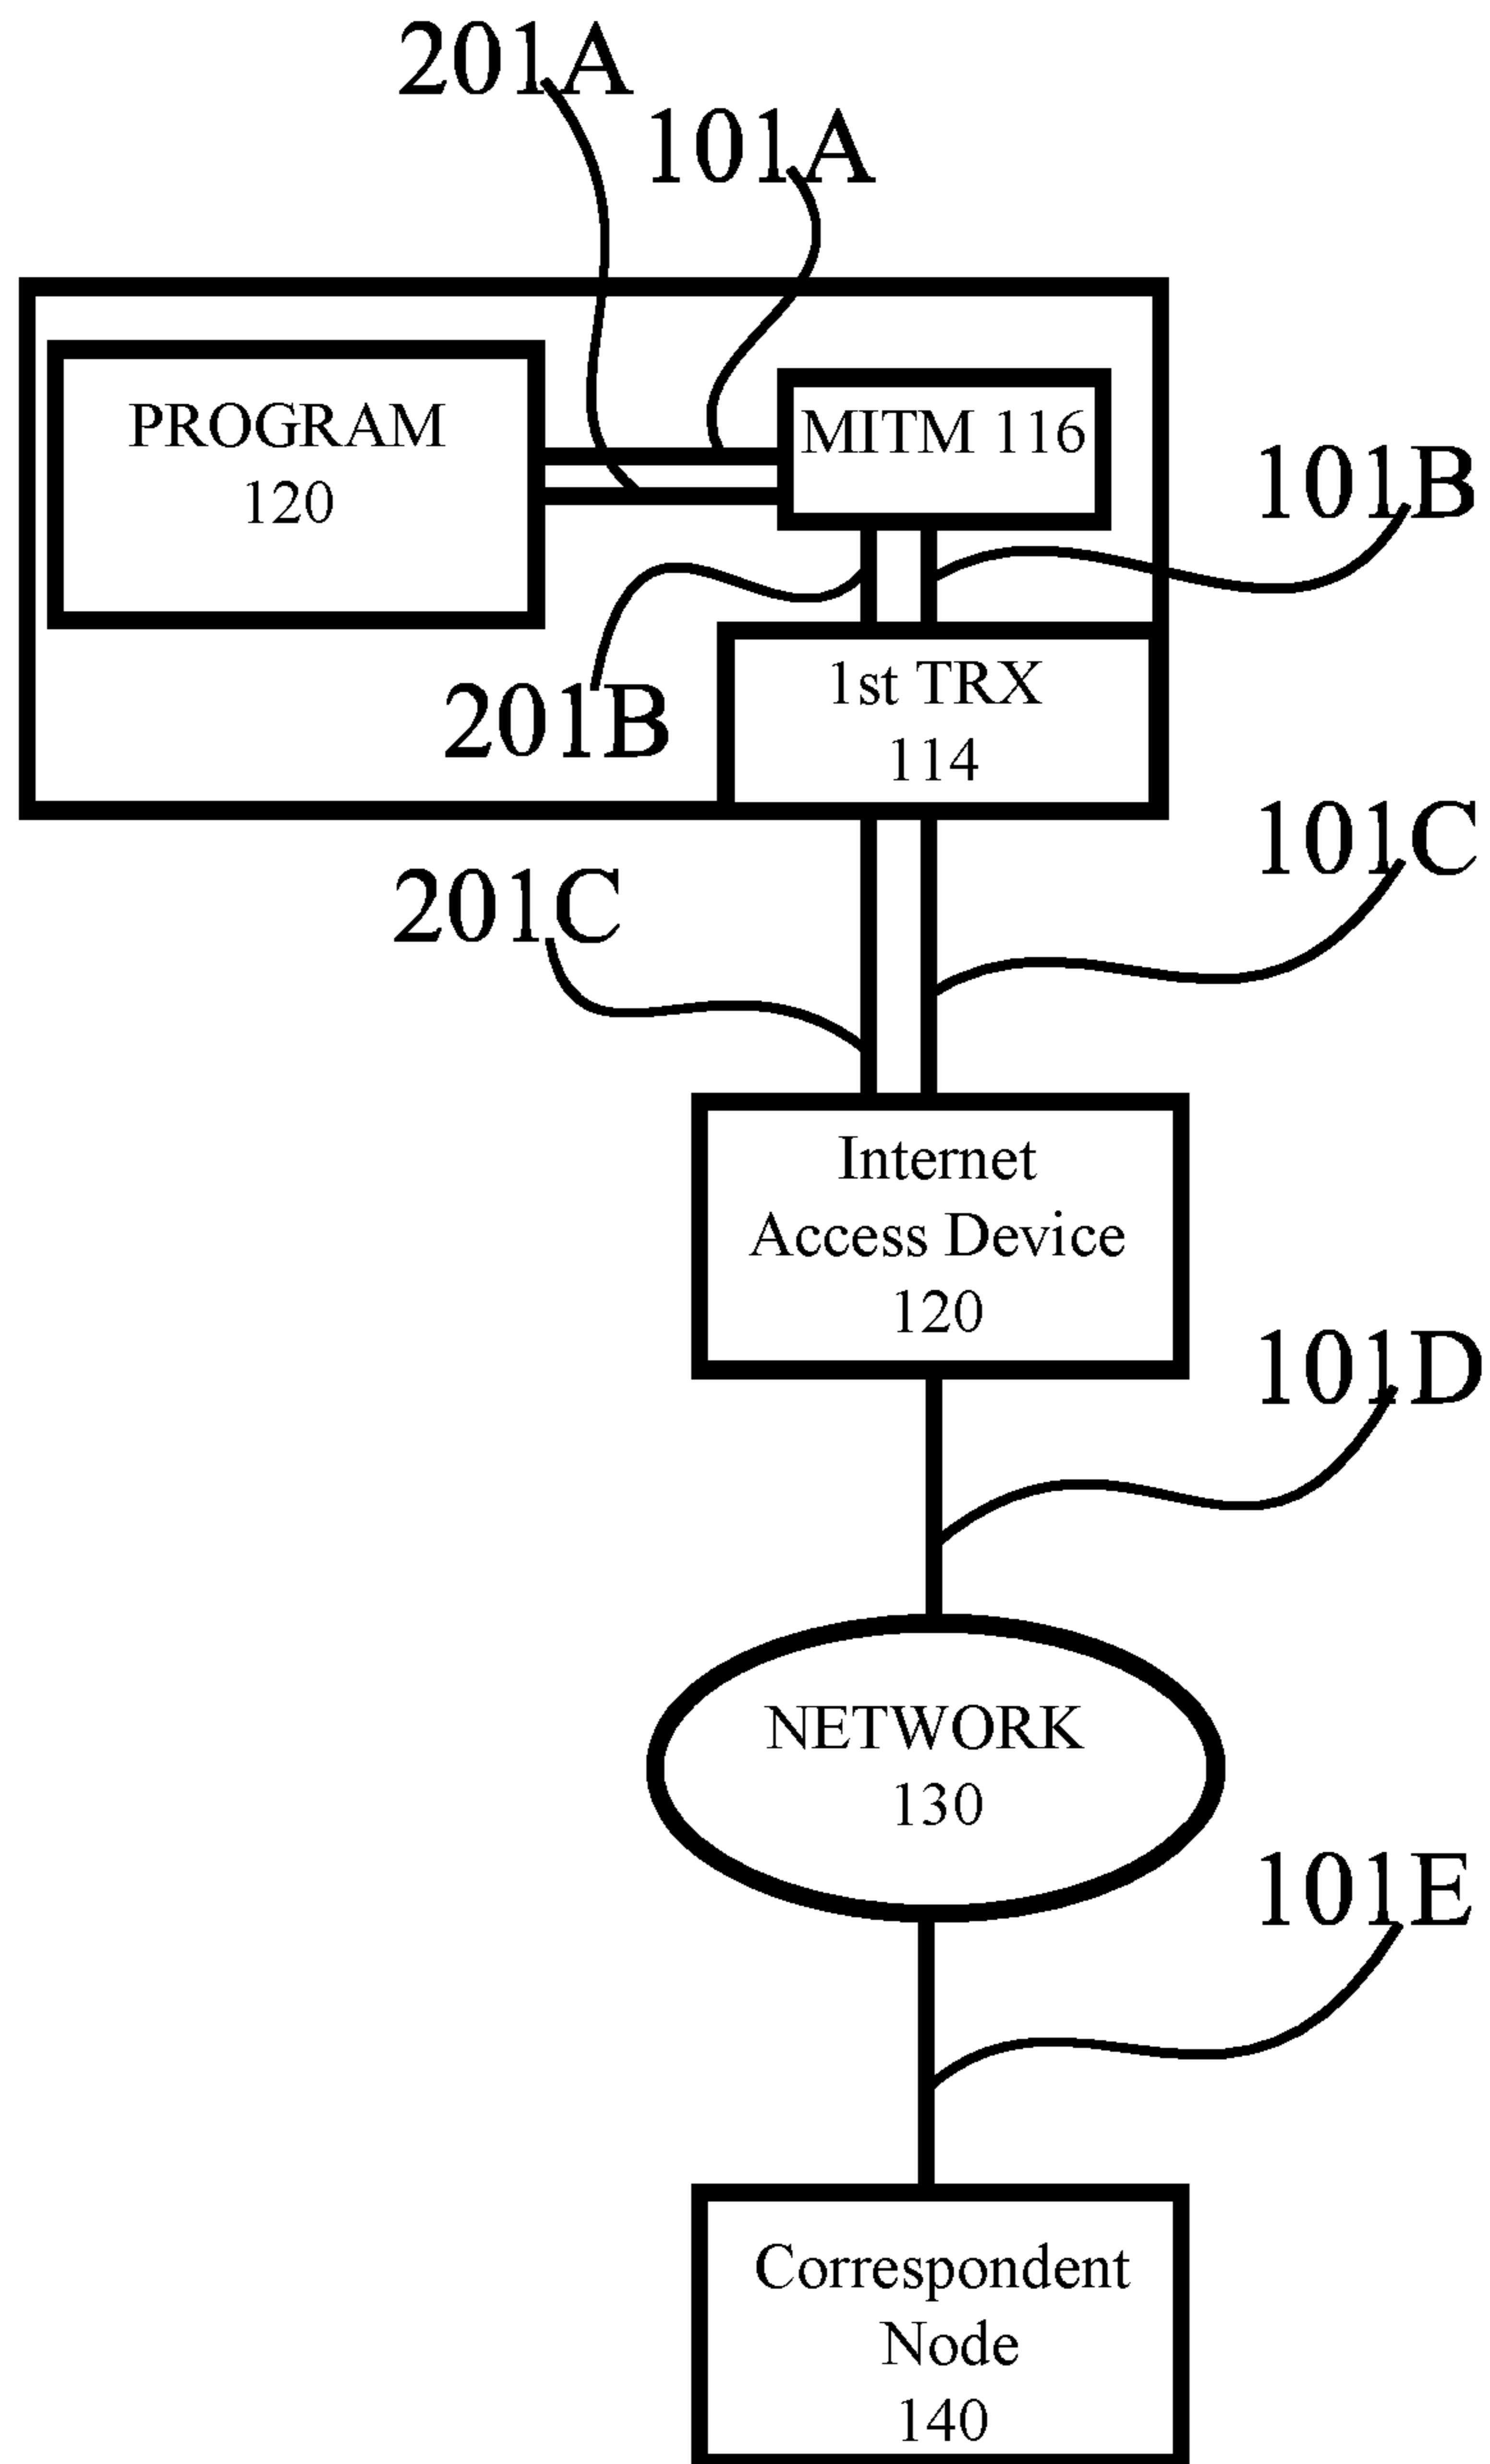 201A
101A
PROGRAM
120
MITM 116
101B
1st TRX
114
201B
101C
201C
Internet
Access Device
120
101D
NETWORK
130
101E
Correspondent
Node
140